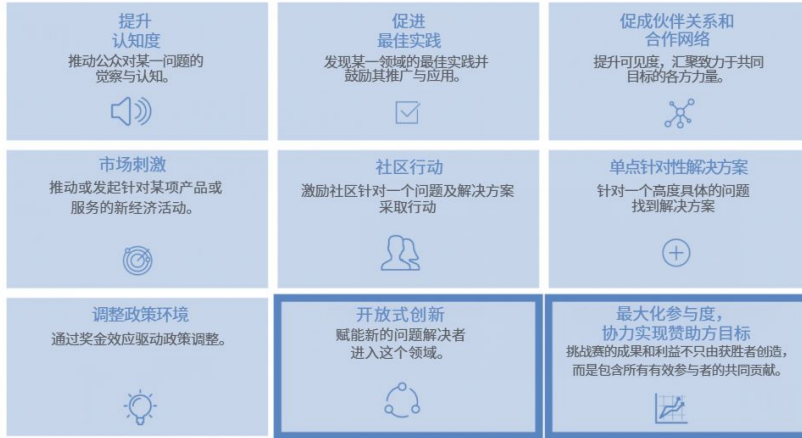 提升
认知度
推动公众对某一问题的
觉察与认知。
促进
最佳实践
发现某一领域的最佳实践并
鼓励其推广与应用。
促成伙伴关系和
合作网络
提升可见度，汇聚致力于共同
目标的各方力量。
市场刺激
推动或发起针对某项产品或
服务的新经济活动。
社区行动
激励社区针对一个问题及解决方案
采取行动
单点针对性解决方案
针对一个高度具体的问题
找到解决方案
调整政策环境
通过奖金效应驱动政策调整。
开放式创新
赋能新的问题解决者
进入这个领域。
最大化参与度，
协力实现赞助方目标
挑战赛的成果和利益不只由获胜者创造，
而是包含所有有效参与者的共同贡献。